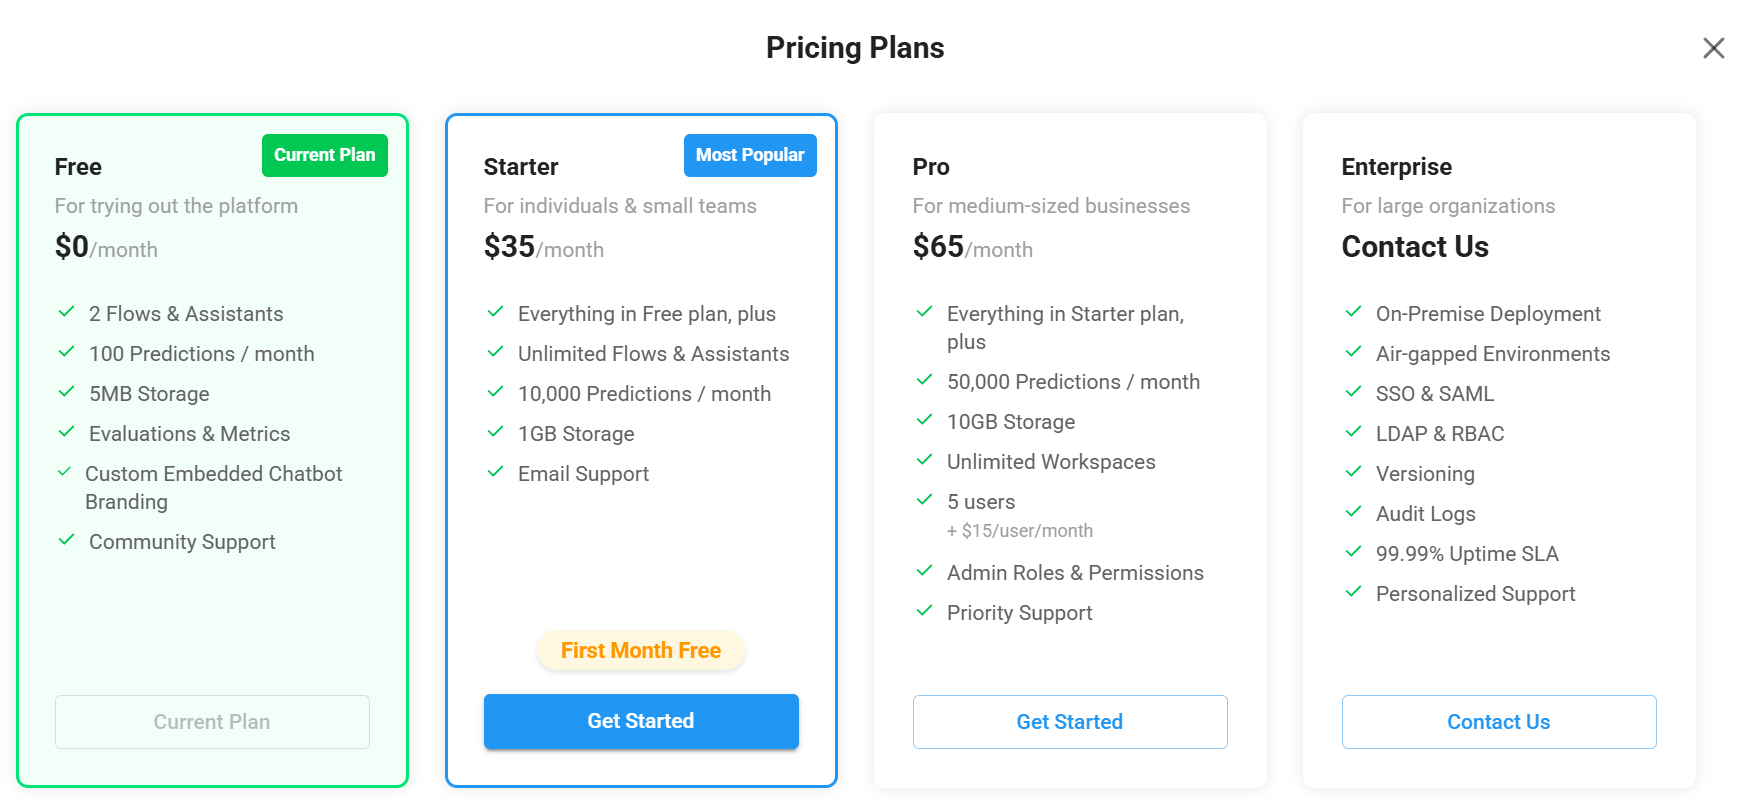 Pricing Plans
Free
Current Plan
For trying out the platform
$0/month
2 Flows & Assistants
100 Predictions / month
5MB Storage
Evaluations & Metrics
Custom Embedded Chatbot
Branding
Community Support
Current Plan
Starter
Most Popular
For individuals & small teams
$35/month
Everything in Free plan, plus
Unlimited Flows & Assistants
10,000 Predictions / month
1GB Storage
Email Support
First Month Free
Get Started
Pro
For medium-sized businesses
$65/month
Everything in Starter plan,
plus
50,000 Predictions / month
10GB Storage
Unlimited Workspaces
5 users
+ $15/user/month
Admin Roles & Permissions
Priority Support
Get Started
Enterprise
For large organizations
Contact Us
On-Premise Deployment
Air-gapped Environments
SSO & SAML
LDAP & RBAC
Versioning
Audit Logs
99.99% Uptime SLA
Personalized Support
Contact Us